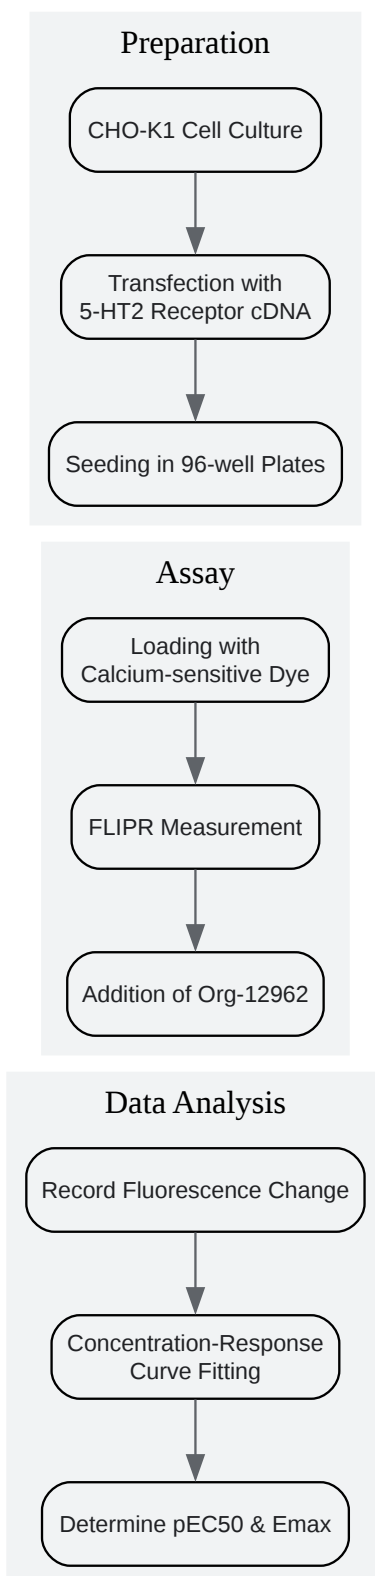 Preparation
CHO-K1 Cell Culture
Transfection with
5-HT2 Receptor cDNA
Seeding in 96-well Plates
Assay
Loading with
Calcium-sensitive Dye
FLIPR Measurement
Addition of Org-12962
Data Analysis
Record Fluorescence Change
Concentration-Response
Curve Fitting
Determine pEC50 & Emax